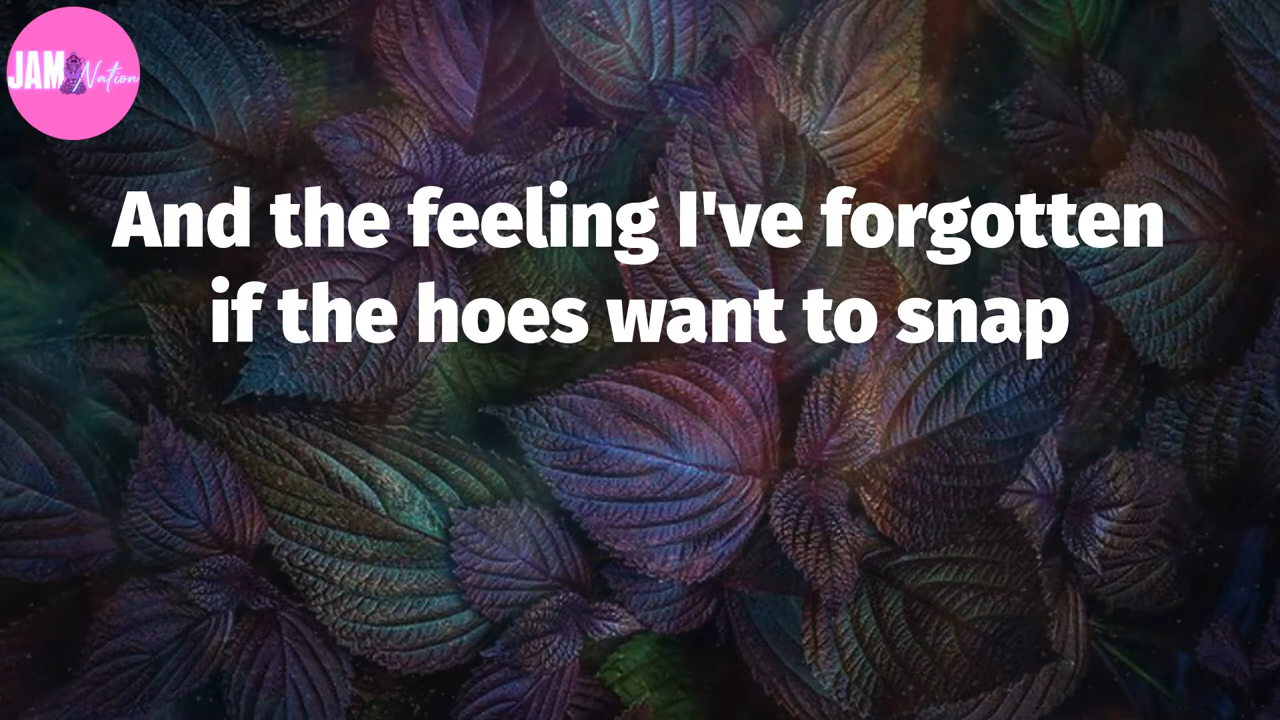 JAM Nation
And the feeling I've forgotten
if the hoes want to snap